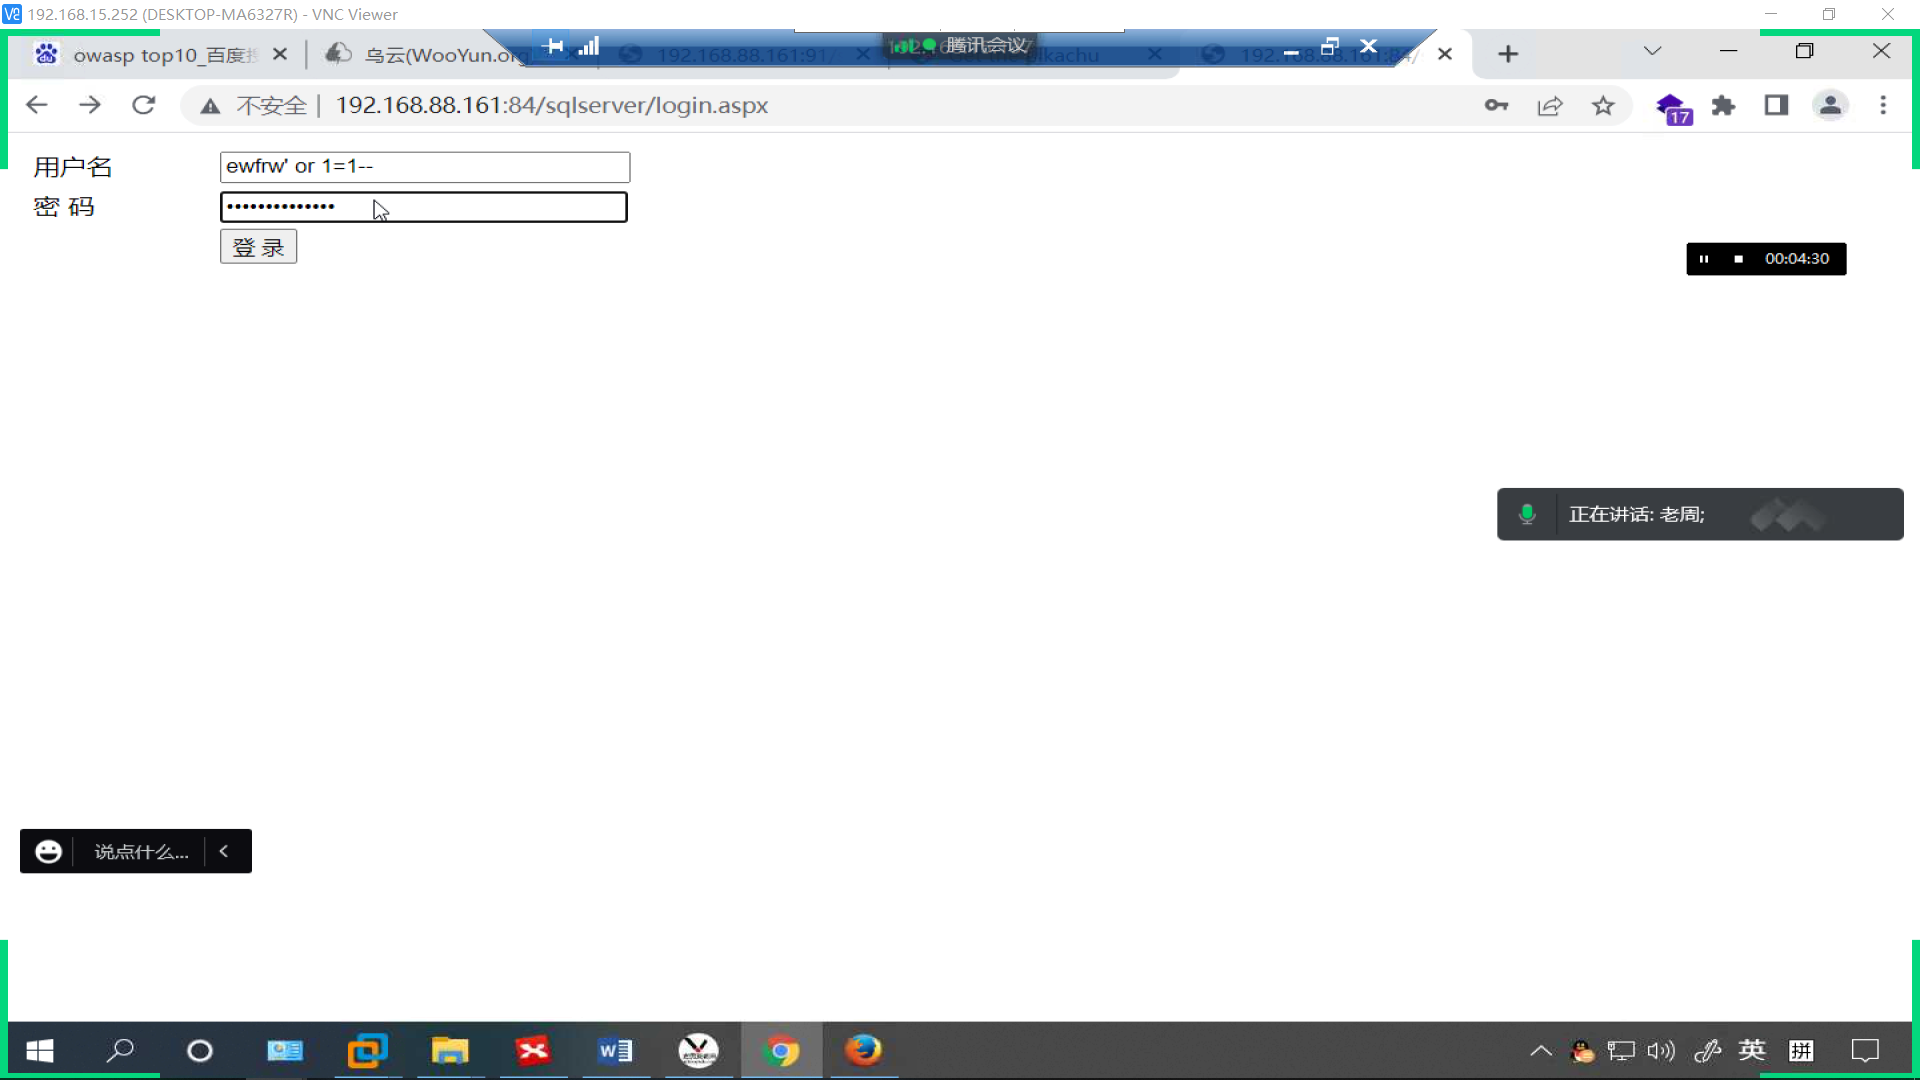 192.168.15.252 (DESKTOP-MA6327R) - VNC Viewer
owasp top10_百度
乌云(WooYun.org
192.168.88.161:91/
腾讯会议
kachu
192.168.88.161:84/
不安全
192.168.88.161:84/sqlserver/login.aspx
17
用户名
ewfrw' or 1=1--
密 码
登 录
00:04:30
正在讲话: 老周;
说点什么...
英
拼